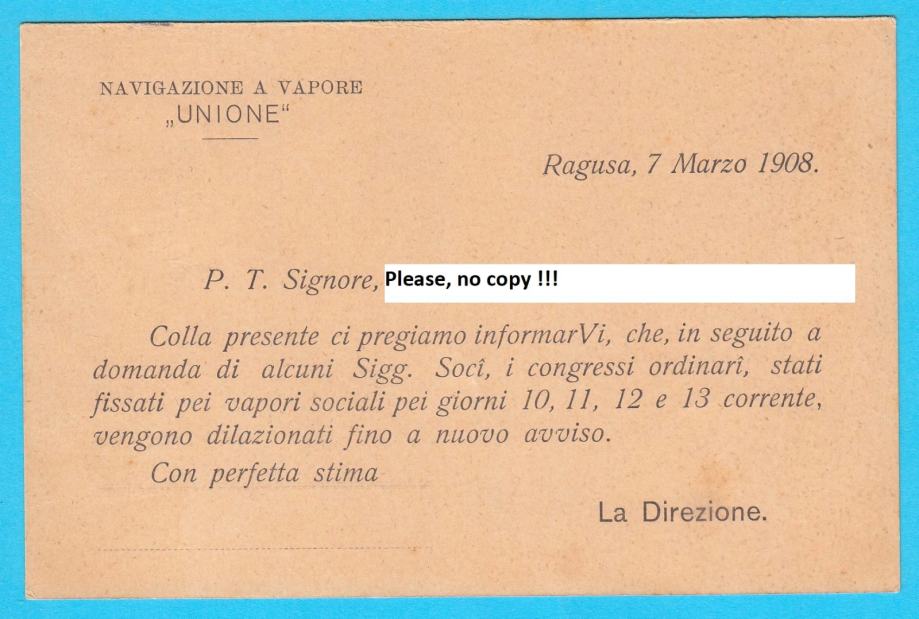 NAVIGAZIONE A VAPORE
„UNIONE“
Ragusa, 7 Marzo 1908.
P. T. Signore, Please, no copy !!!
Colla presente ci pregiamo informarVi, che, in seguito a
domanda di alcuni Sigg. Socî, i congressi ordinarî, stati
fissati pei vapori sociali pei giorni 10, 11, 12 e 13 corrente,
vengono dilazionati fino a nuovo avviso.
Con perfetta stima
La Direzione.